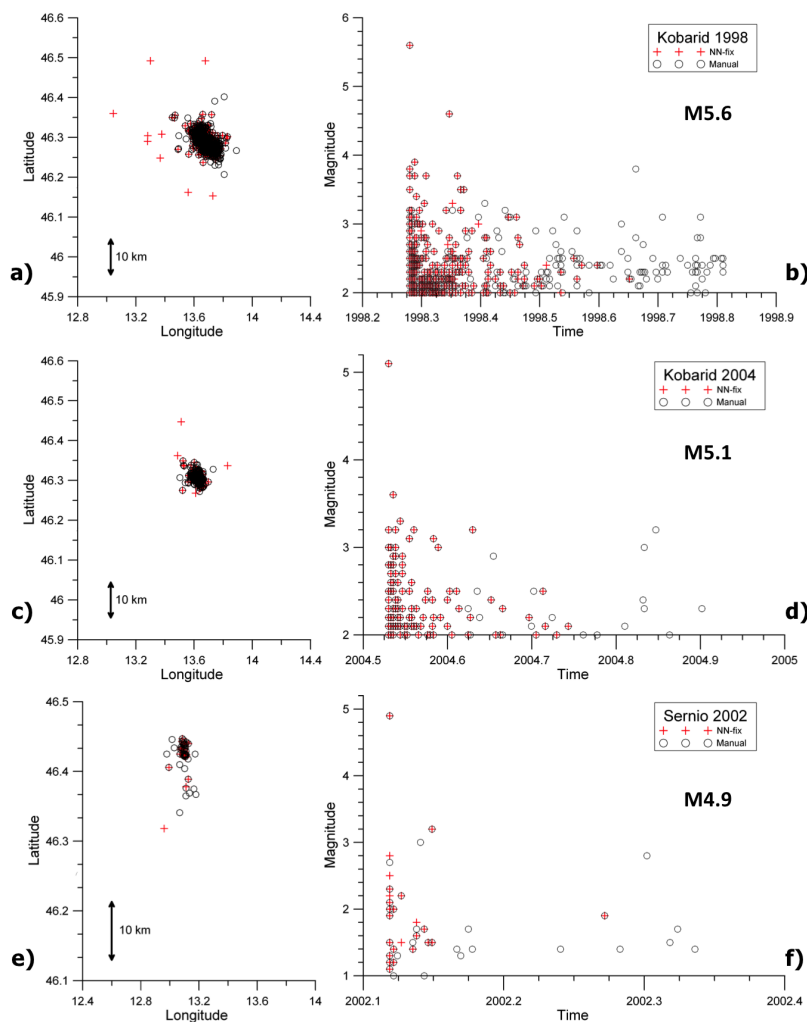 46.6
46.5
46.4
46.3
46.2
46.1
46
45.9
Latitude
10 km
a)
12.8
13.2
13.6
14
14.4
Longitude
6
5
4
3
2
Magnitude
Kobarid 1998
NN-fix
Manual
M5.6
b)
1998.2
1998.3
1998.4
1998.5
1998.6
1998.7
1998.8
1998.9
Time
46.6
46.5
46.4
46.3
46.2
46.1
46
45.9
Latitude
10 km
c)
12.8
13.2
13.6
14
14.4
Longitude
6
5
4
3
2
Magnitude
Kobarid 2004
NN-fix
Manual
M5.1
d)
2004.5
2004.6
2004.7
2004.8
2004.9
2005
Time
46.5
46.4
46.3
46.2
46.1
Latitude
10 km
e)
12.4
12.6
12.8
13
13.2
13.4
13.6
Longitude
5
4
3
2
1
Magnitude
Sernio 2002
NN-fix
Manual
M4.9
f)
2002.1
2002.2
2002.3
2002.4
Time